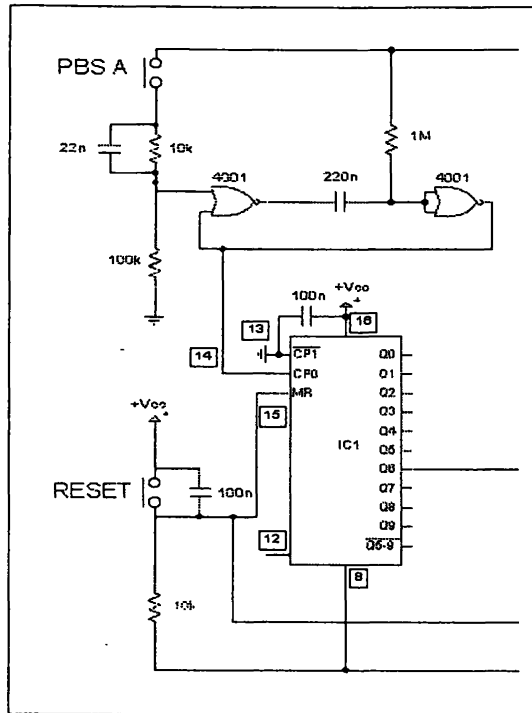 PBS A
22n
10k
1M
4001
220n
4001
100k
100n
+Vcc
+
13
16
14
CP1
CP0
MR
15
IC1
Q0
Q1
Q2
Q3
Q4
Q5
Q6
Q7
Q8
Q9
Q5-9
+Vcc
+
RESET
100n
12
8
10k